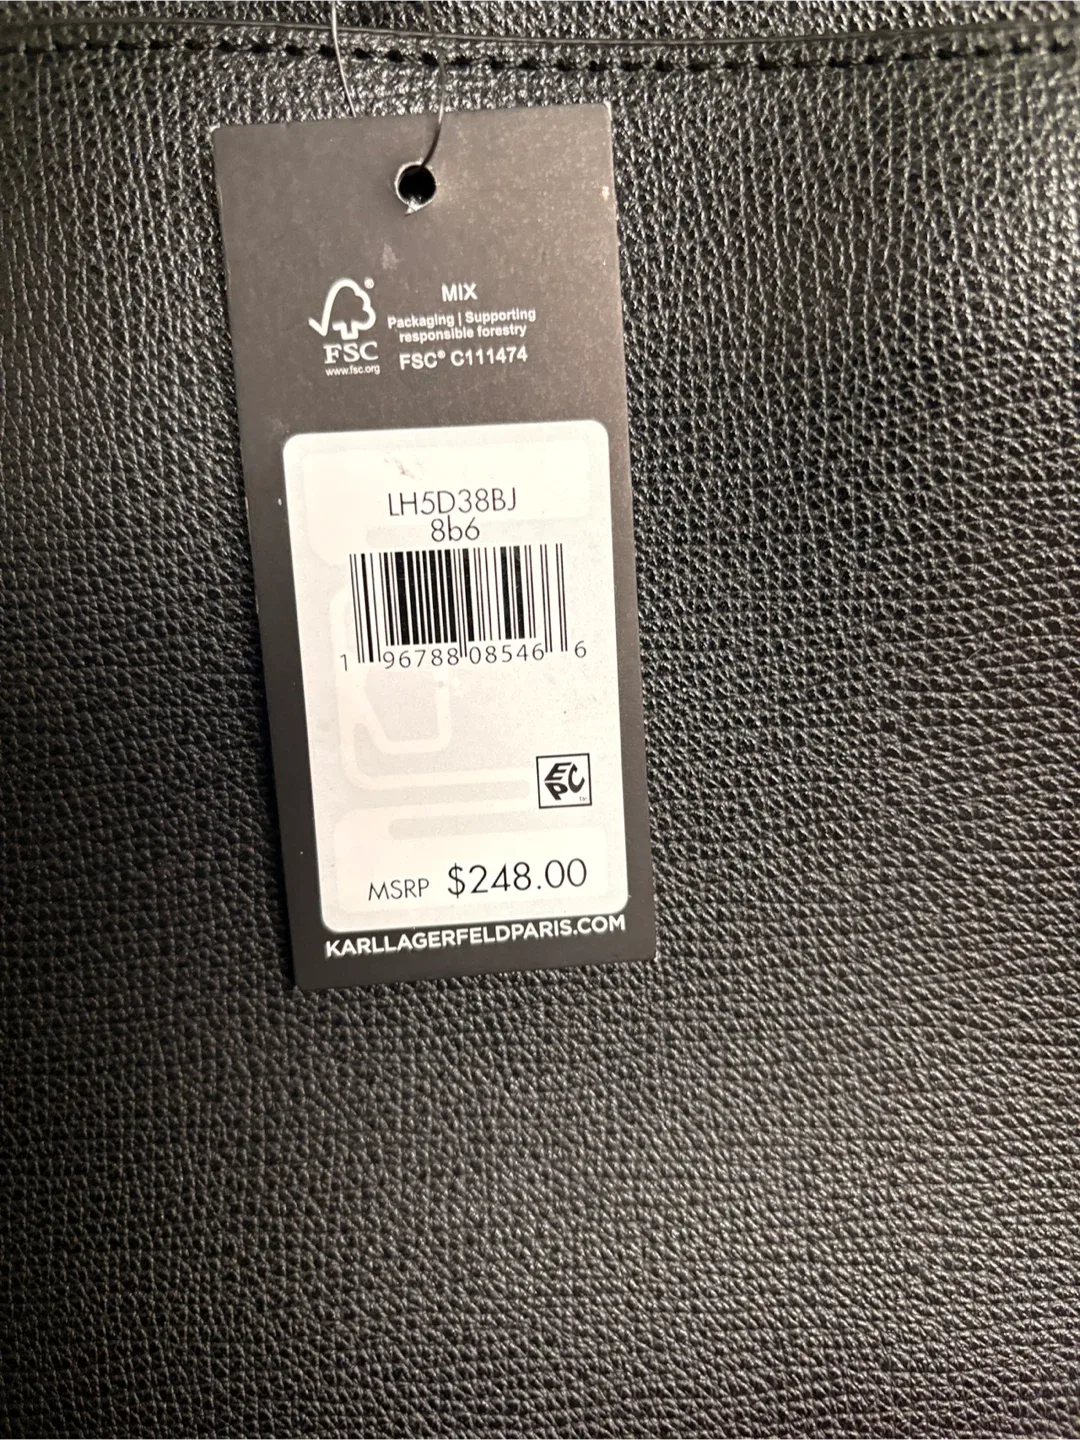 MIX
Packaging | Supporting
responsible forestry
FSC® C111474
®
FSC
www.fsc.org
LH5D38BJ
8b6
1 96788 08546 6
EPC
™
MSRP $248.00
KARLLAGERFELDPARIS.COM